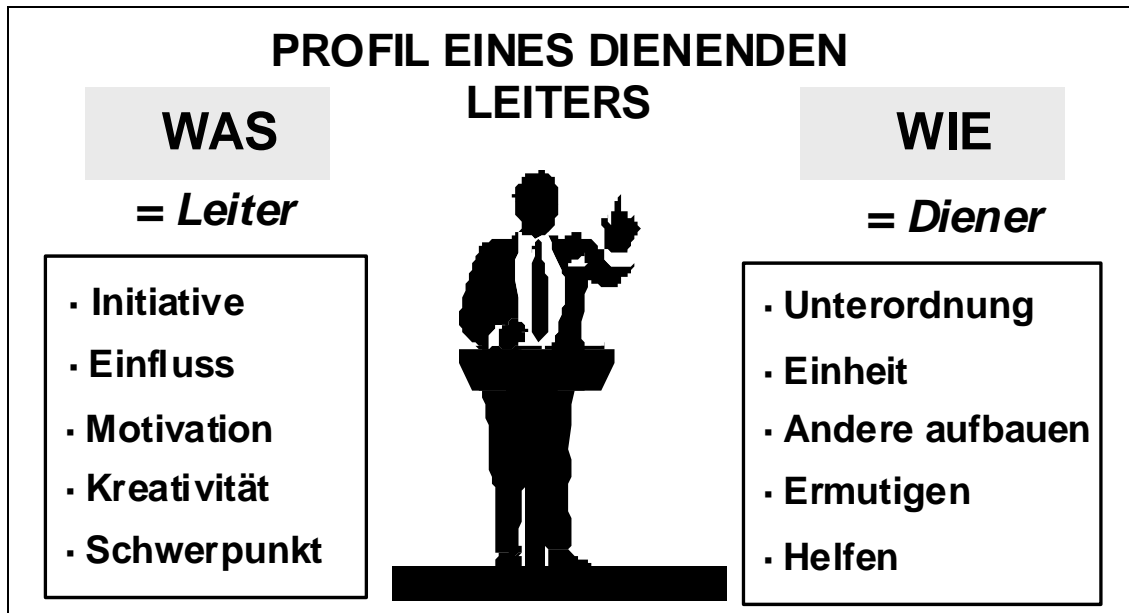 PROFIL EINES DIENENDEN
LEITERS
WAS
= Leiter
· Initiative
· Einfluss
· Motivation
· Kreativität
· Schwerpunkt
WIE
= Diener
· Unterordnung
· Einheit
· Andere aufbauen
· Ermutigen
· Helfen